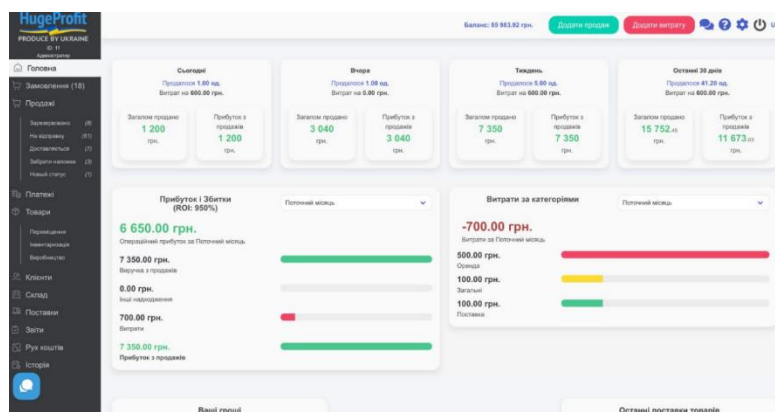 HugeProfit
PRODUCE BY UKRAINE
ID: 11
Адміністратор
Баланс: 85 983.92 грн.
Додати продаж
Додати витрату
Головна
Замовлення (18)
Продажі
Зарезервовано (8)
На відправку (61)
Доставляється (7)
Забрати наложки (3)
Новый статус (1)
Платежі
Товари
Переміщення
Інвентаризація
Виробництво
Клієнти
Склад
Поставки
Звіти
Рух коштів
Історія
Сьогодні
Продалося 1.00 од.
Витрат на 600.00 грн.
Загалом продано
1 200
грн.
Прибуток з
продажів
1 200
грн.
Вчора
Продалося 1.00 од.
Витрат на 0.00 грн.
Загалом продано
3 040
грн.
Прибуток з
продажів
3 040
грн.
Тиждень
Продалося 5.00 од.
Витрат на 600.00 грн.
Загалом продано
7 350
грн.
Прибуток з
продажів
7 350
грн.
Останні 30 днів
Продалося 41.20 од.
Витрат на 600.00 грн.
Загалом продано
15 752.45
грн.
Прибуток з
продажів
11 673.03
грн.
Прибуток і Збитки
(ROI: 950%)
Поточний місяць
6 650.00 грн.
Операційний прибуток за Поточний місяць
7 350.00 грн.
Виручка з продажів
0.00 грн.
Інші надходження
700.00 грн.
Витрати
7 350.00 грн.
Прибуток з продажів
Витрати за категоріями
Поточний місяць
-700.00 грн.
Витрати за Поточний місяць
500.00 грн.
Оренда
100.00 грн.
Загальні
100.00 грн.
Поставка
Ваші гроші
Останні поставки товарів